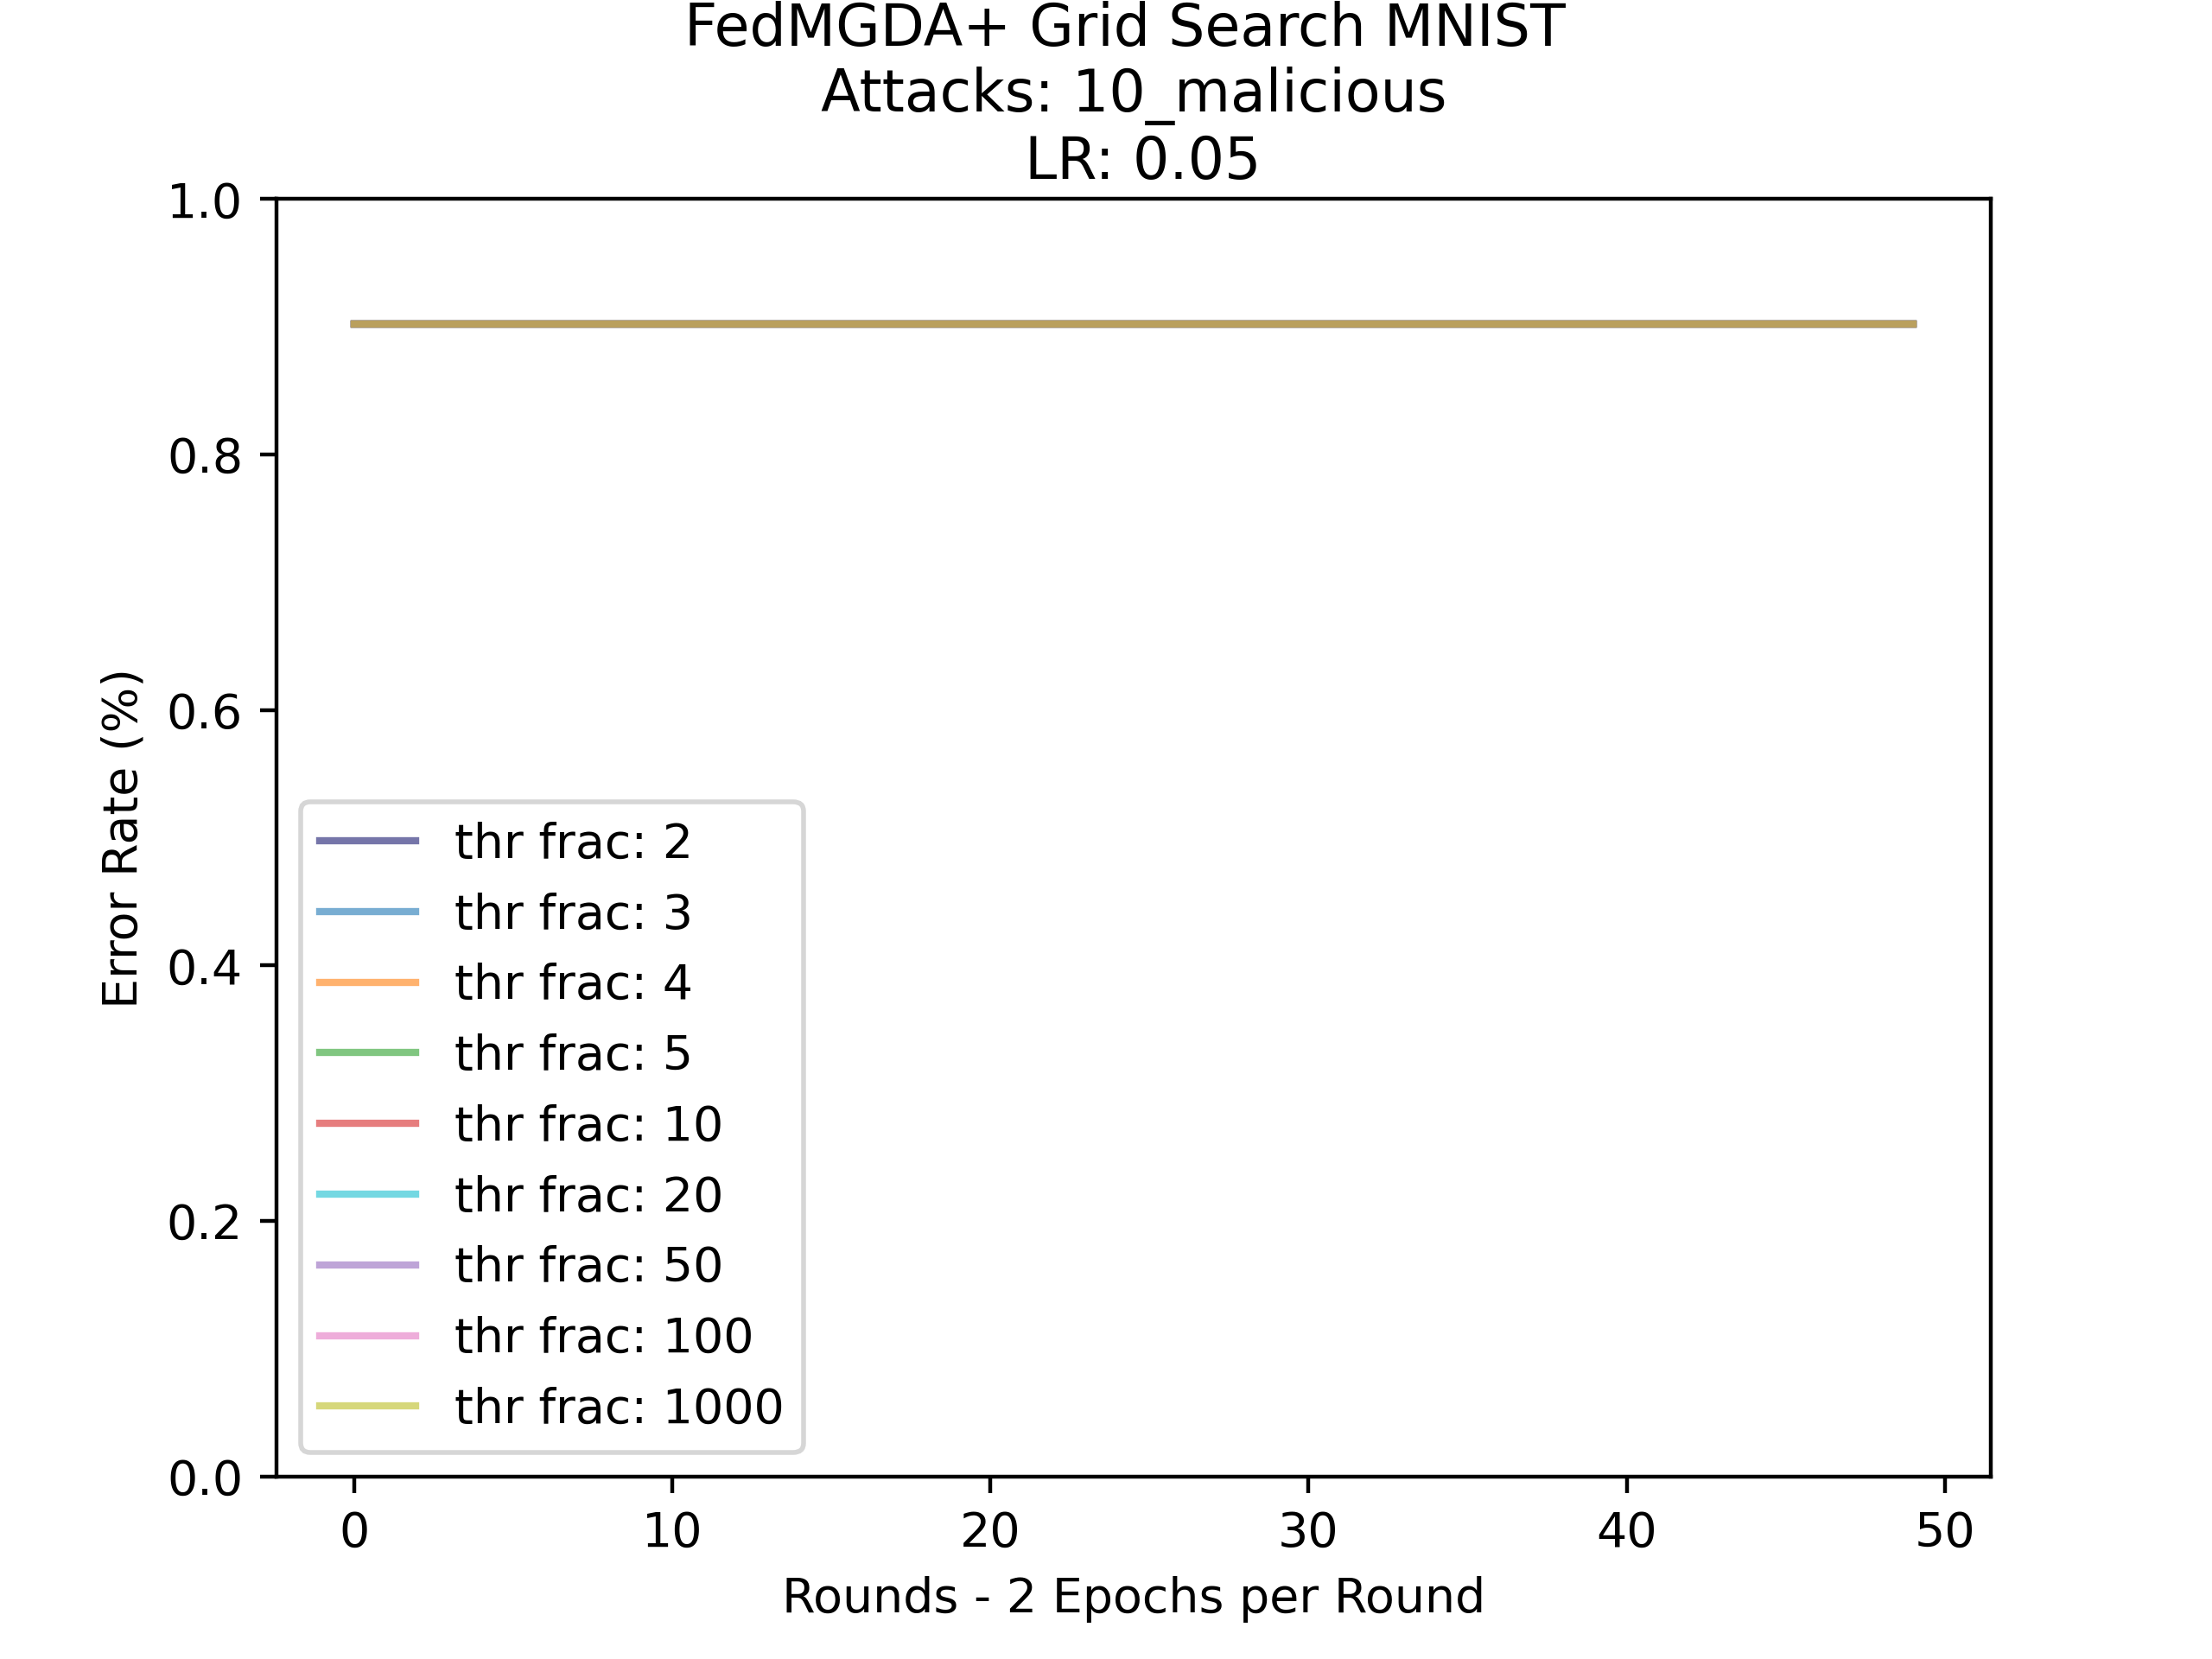 FedMGDA+ Grid Search MNIST
Attacks: 10_malicious
LR: 0.05
1.0
0.8
0.6
0.4
0.2
0.0
Error Rate (%)
thr frac: 2
thr frac: 3
thr frac: 4
thr frac: 5
thr frac: 10
thr frac: 20
thr frac: 50
thr frac: 100
thr frac: 1000
0 10 20 30 40 50
Rounds - 2 Epochs per Round